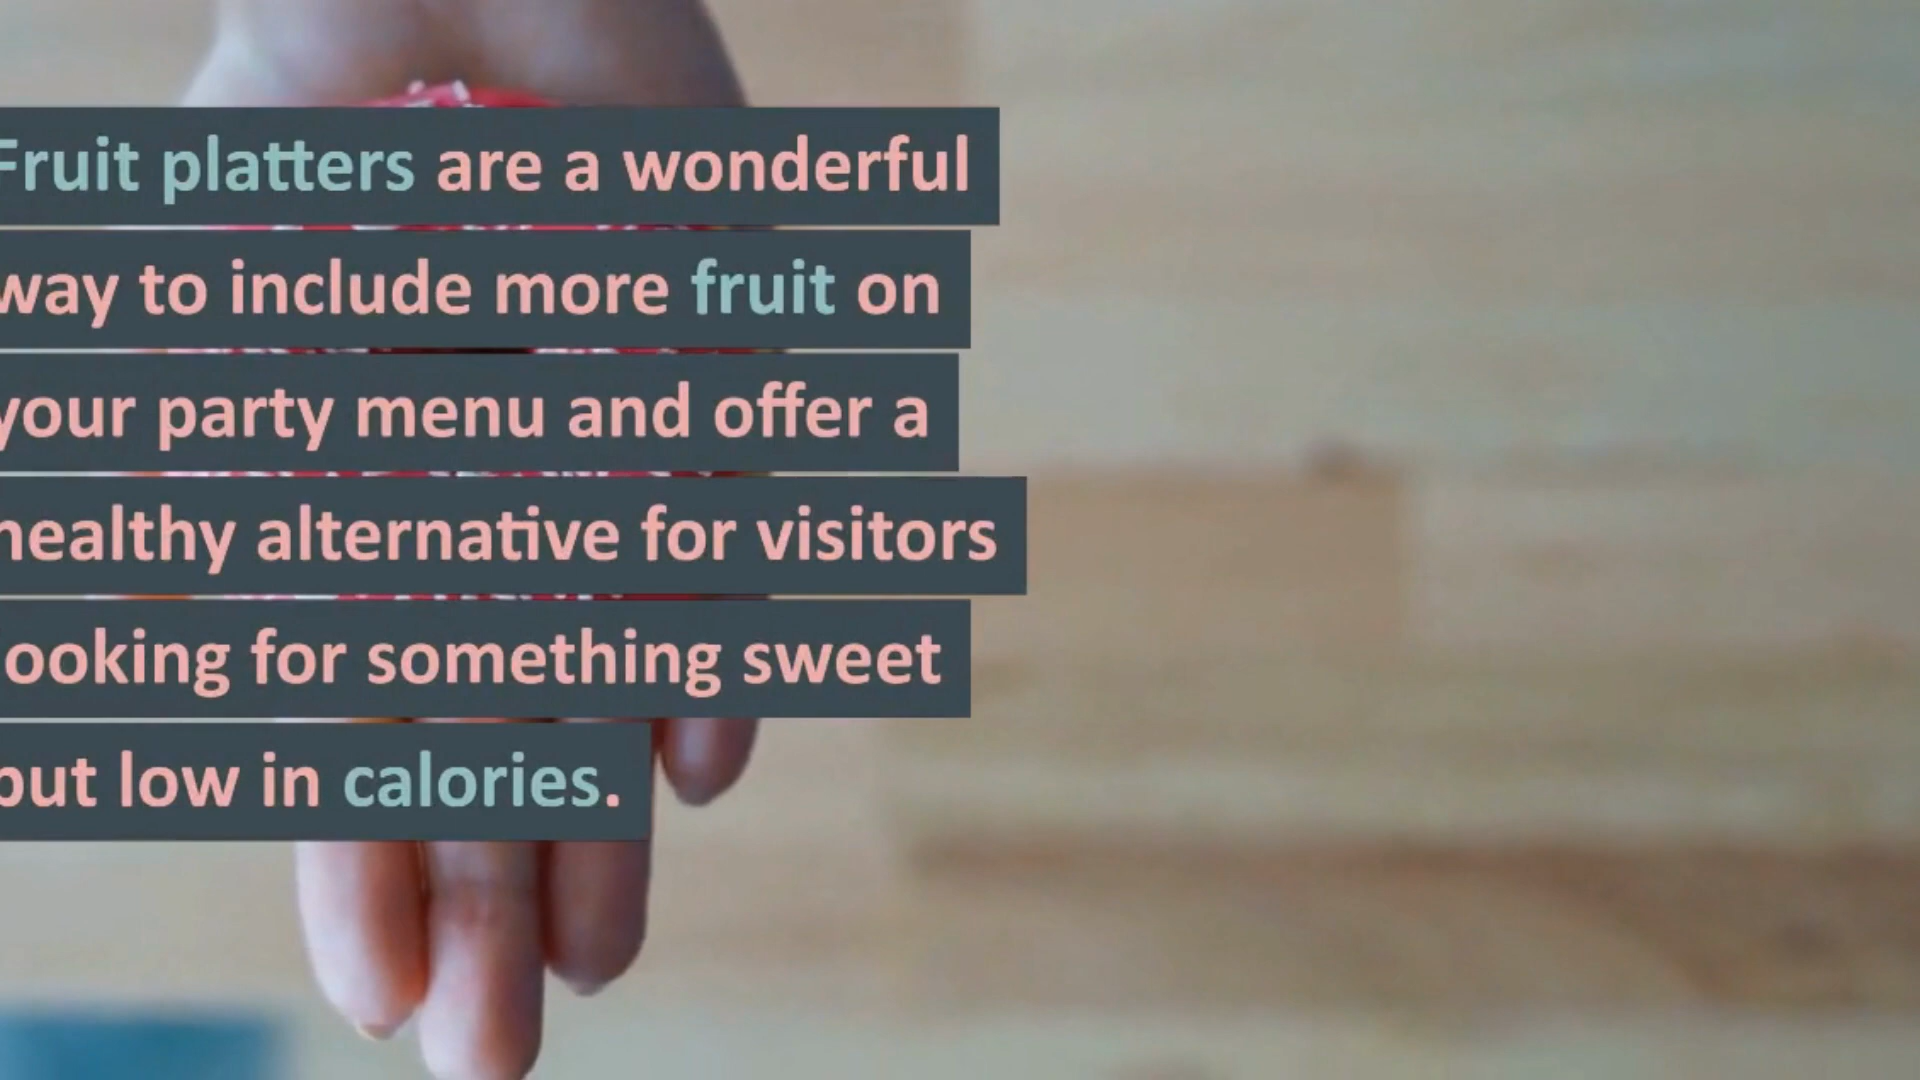 Fruit platters are a wonderful
way to include more fruit on
your party menu and offer a
healthy alternative for visitors
looking for something sweet
but low in calories.